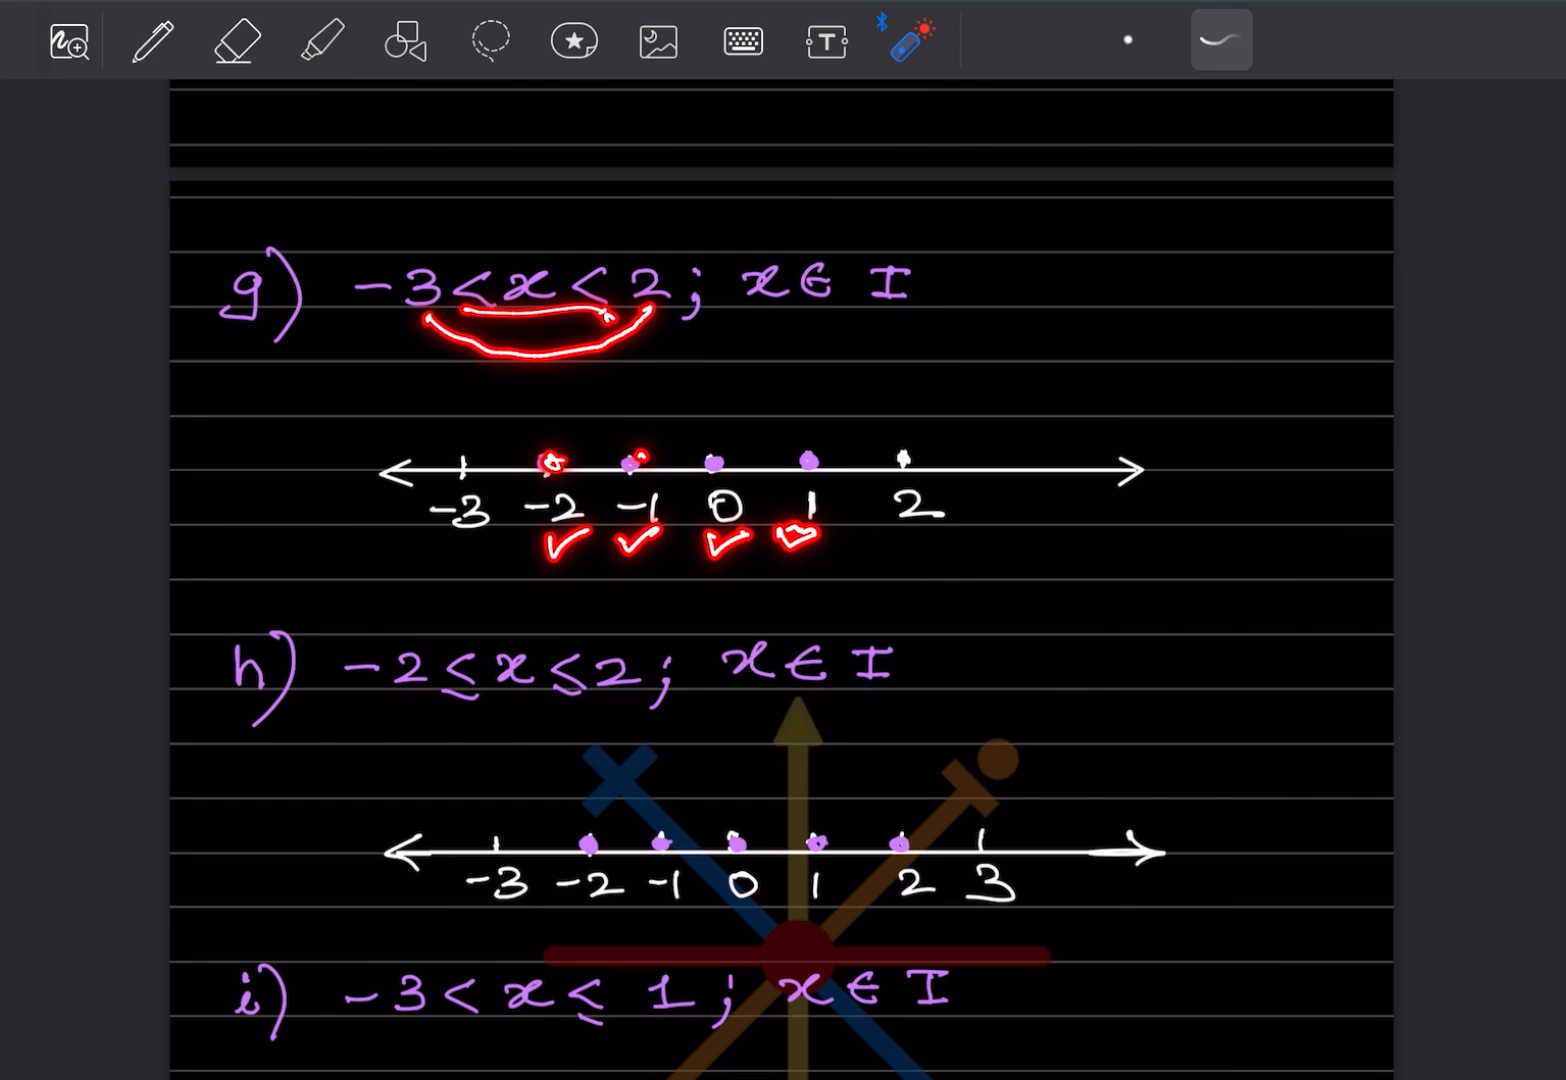 g) -3 < x < 2; x ∈ I
-3 -2 -1 0 1 2
h) -2 ≤ x ≤ 2; x ∈ I
-3 -2 -1 0 1 2 3
i) -3 < x ≤ 1; x ∈ I